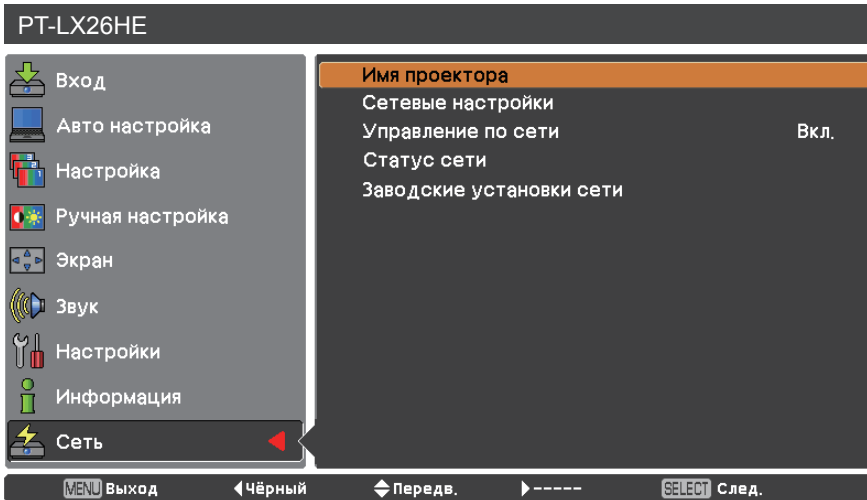 PT-LX26HE
Вход
Авто настройка
Настройка
Ручная настройка
Экран
Звук
Настройки
Информация
Сеть
Имя проектора
Сетевые настройки
Управление по сети Вкл.
Статус сети
Заводские установки сети
MENU Выход Чёрный Передв. ----- SELECT След.